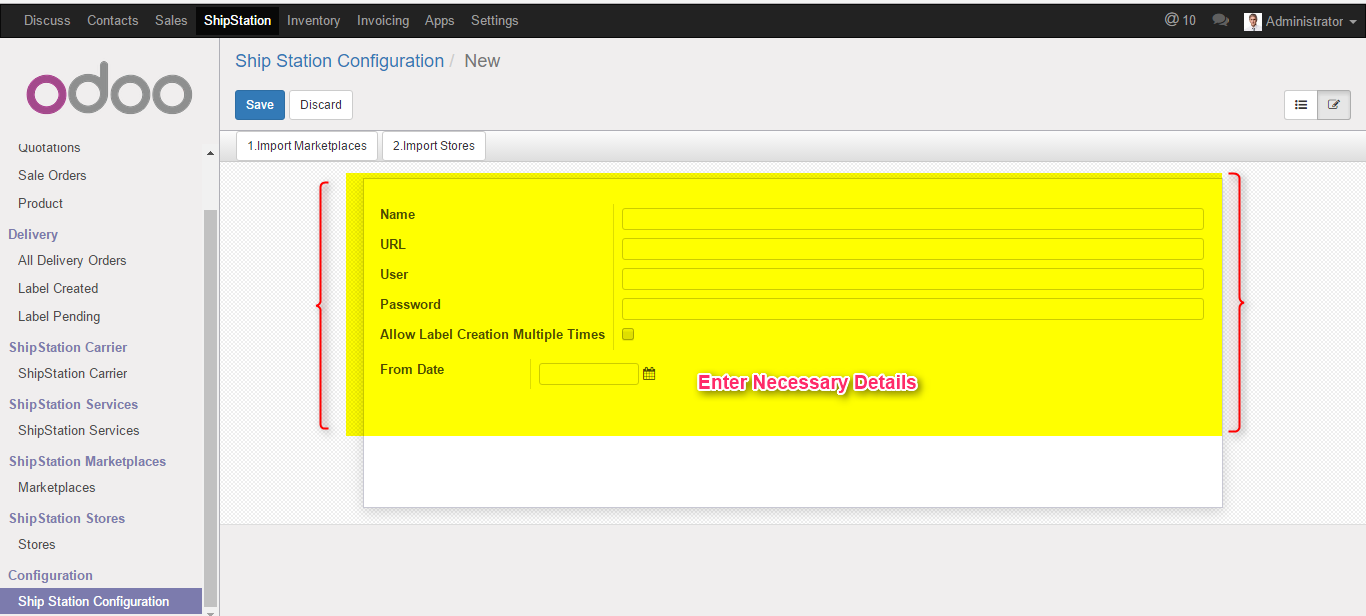 Discuss Contacts Sales ShipStation Inventory Invoicing Apps Settings @ 10 Administrator
odoo
Quotations
Sale Orders
Product
Delivery
All Delivery Orders
Label Created
Label Pending
ShipStation Carrier
ShipStation Carrier
ShipStation Services
ShipStation Services
ShipStation Marketplaces
Marketplaces
ShipStation Stores
Stores
Configuration
Ship Station Configuration
Ship Station Configuration / New
Save Discard
1.Import Marketplaces 2.Import Stores
Name
URL
User
Password
Allow Label Creation Multiple Times
From Date
Enter Necessary Details